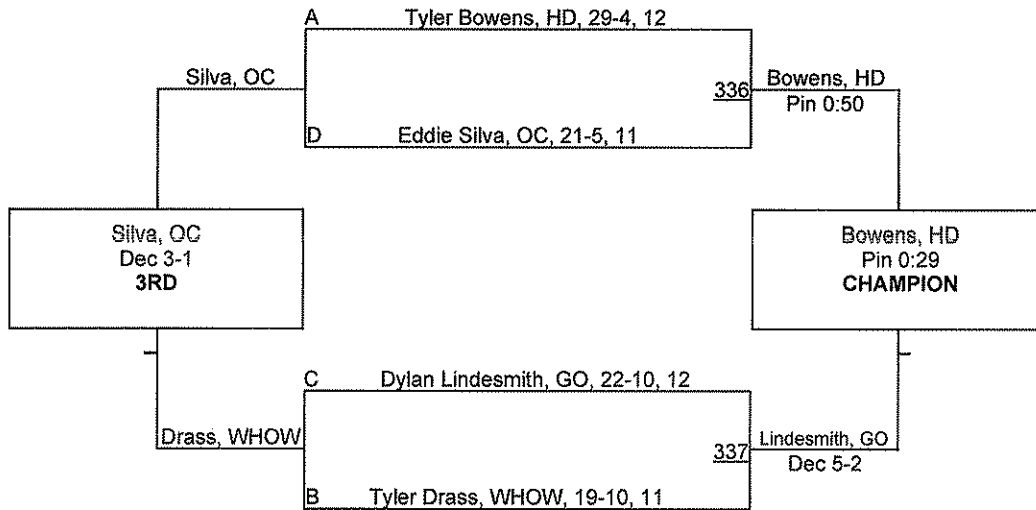 A Tyler Bowens, HD, 29-4, 12
Silva, OC
336
Bowens, HD
Pin 0:50
D Eddie Silva, OC, 21-5, 11
Silva, OC
Dec 3-1
3RD
Bowens, HD
Pin 0:29
CHAMPION
C Dylan Lindesmith, GO, 22-10, 12
Drass, WHOW
337
Lindesmith, GO
Dec 5-2
B Tyler Drass, WHOW, 19-10, 11